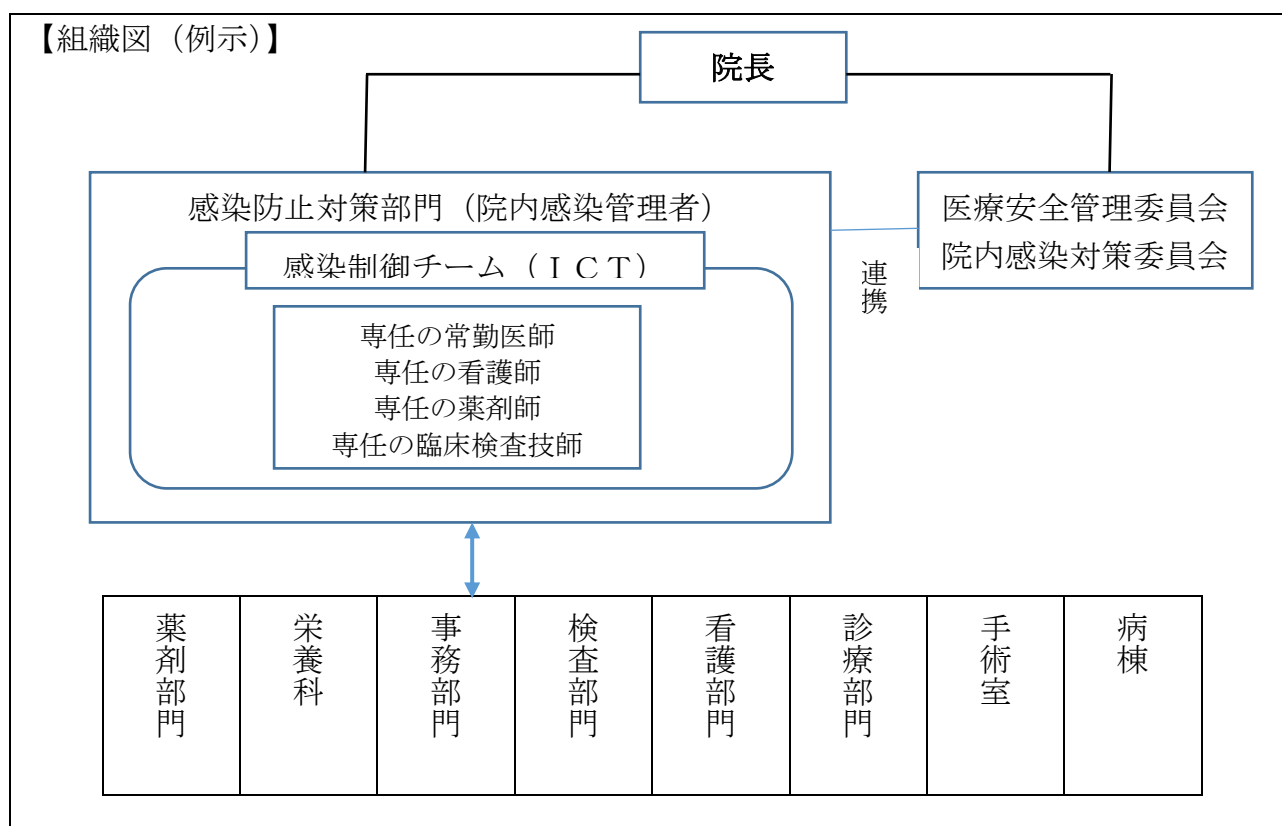 【組織図（例示）】
院長
感染防止対策部門（院内感染管理者）
感染制御チーム（ＩＣＴ）
専任の常勤医師
専任の看護師
専任の薬剤師
専任の臨床検査技師
連携
医療安全管理委員会
院内感染対策委員会
薬剤部門
栄養科
事務部門
検査部門
看護部門
診療部門
手術室
病棟